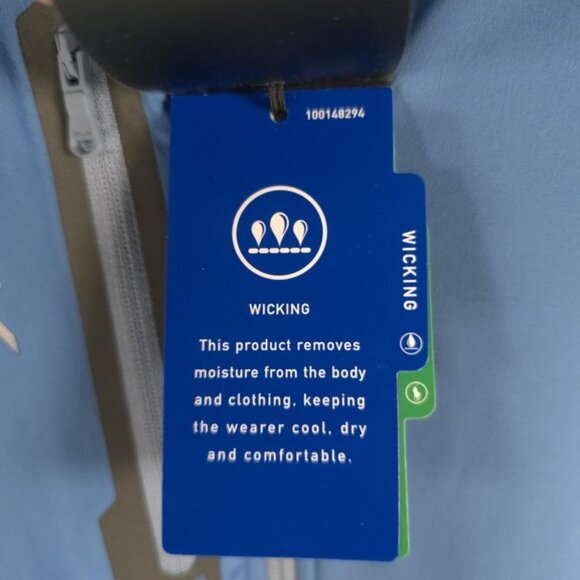 100148294
WICKING
This product removes
moisture from the body
and clothing, keeping
the wearer cool, dry
and comfortable.
WICKING